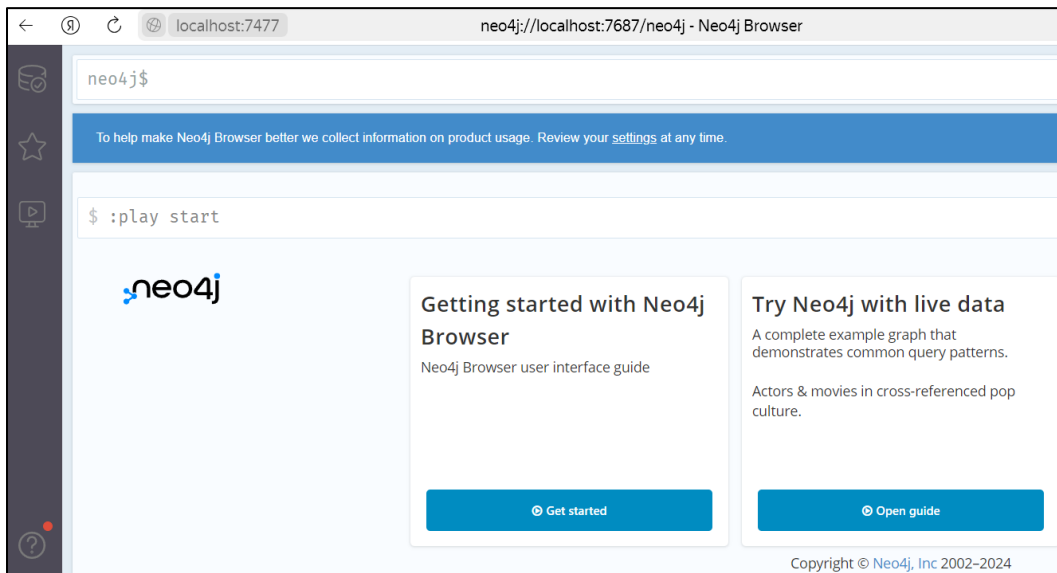 Я localhost:7477 neo4j://localhost:7687/neo4j - Neo4j Browser
neo4j$
To help make Neo4j Browser better we collect information on product usage. Review your settings at any time.
$ :play start
neo4j
Getting started with Neo4j
Browser
Neo4j Browser user interface guide
Get started
Try Neo4j with live data
A complete example graph that
demonstrates common query patterns.
Actors & movies in cross-referenced pop
culture.
Open guide
Copyright © Neo4j, Inc 2002–2024